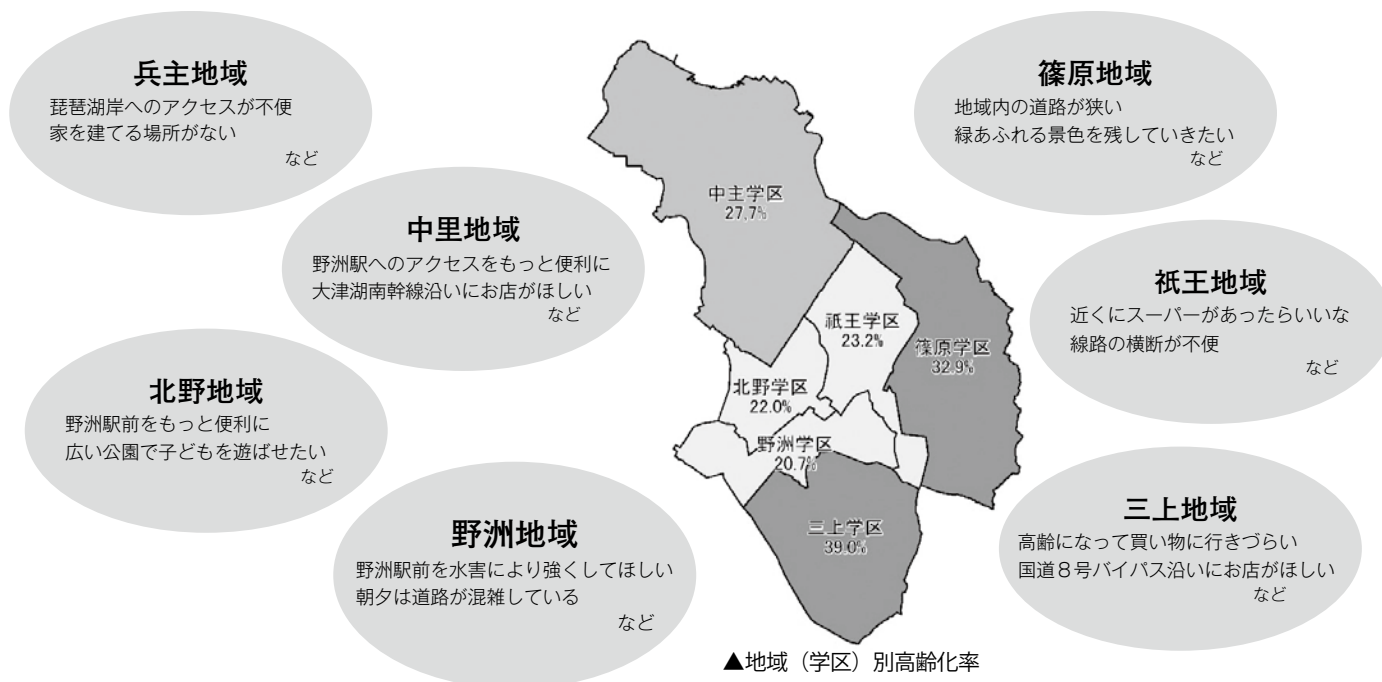 兵主地域
琵琶湖岸へのアクセスが不便
家を建てる場所がない
など
中里地域
野洲駅へのアクセスをもっと便利に
大津湖南幹線沿いにお店がほしい
など
北野地域
野洲駅前をもっと便利に
広い公園で子どもを遊ばせたい
など
野洲地域
野洲駅前を水害により強くしてほしい
朝夕は道路が混雑している
など
中主学区
27.7%
祇王学区
23.2%
篠原学区
32.9%
北野学区
22.0%
野洲学区
20.7%
三上学区
39.0%
▲地域（学区）別高齢化率
篠原地域
地域内の道路が狭い
緑あふれる景色を残していきたい
など
祇王地域
近くにスーパーがあったらいいな
線路の横断が不便
など
三上地域
高齢になって買い物に行きづらい
国道８号バイパス沿いにお店がほしい
など